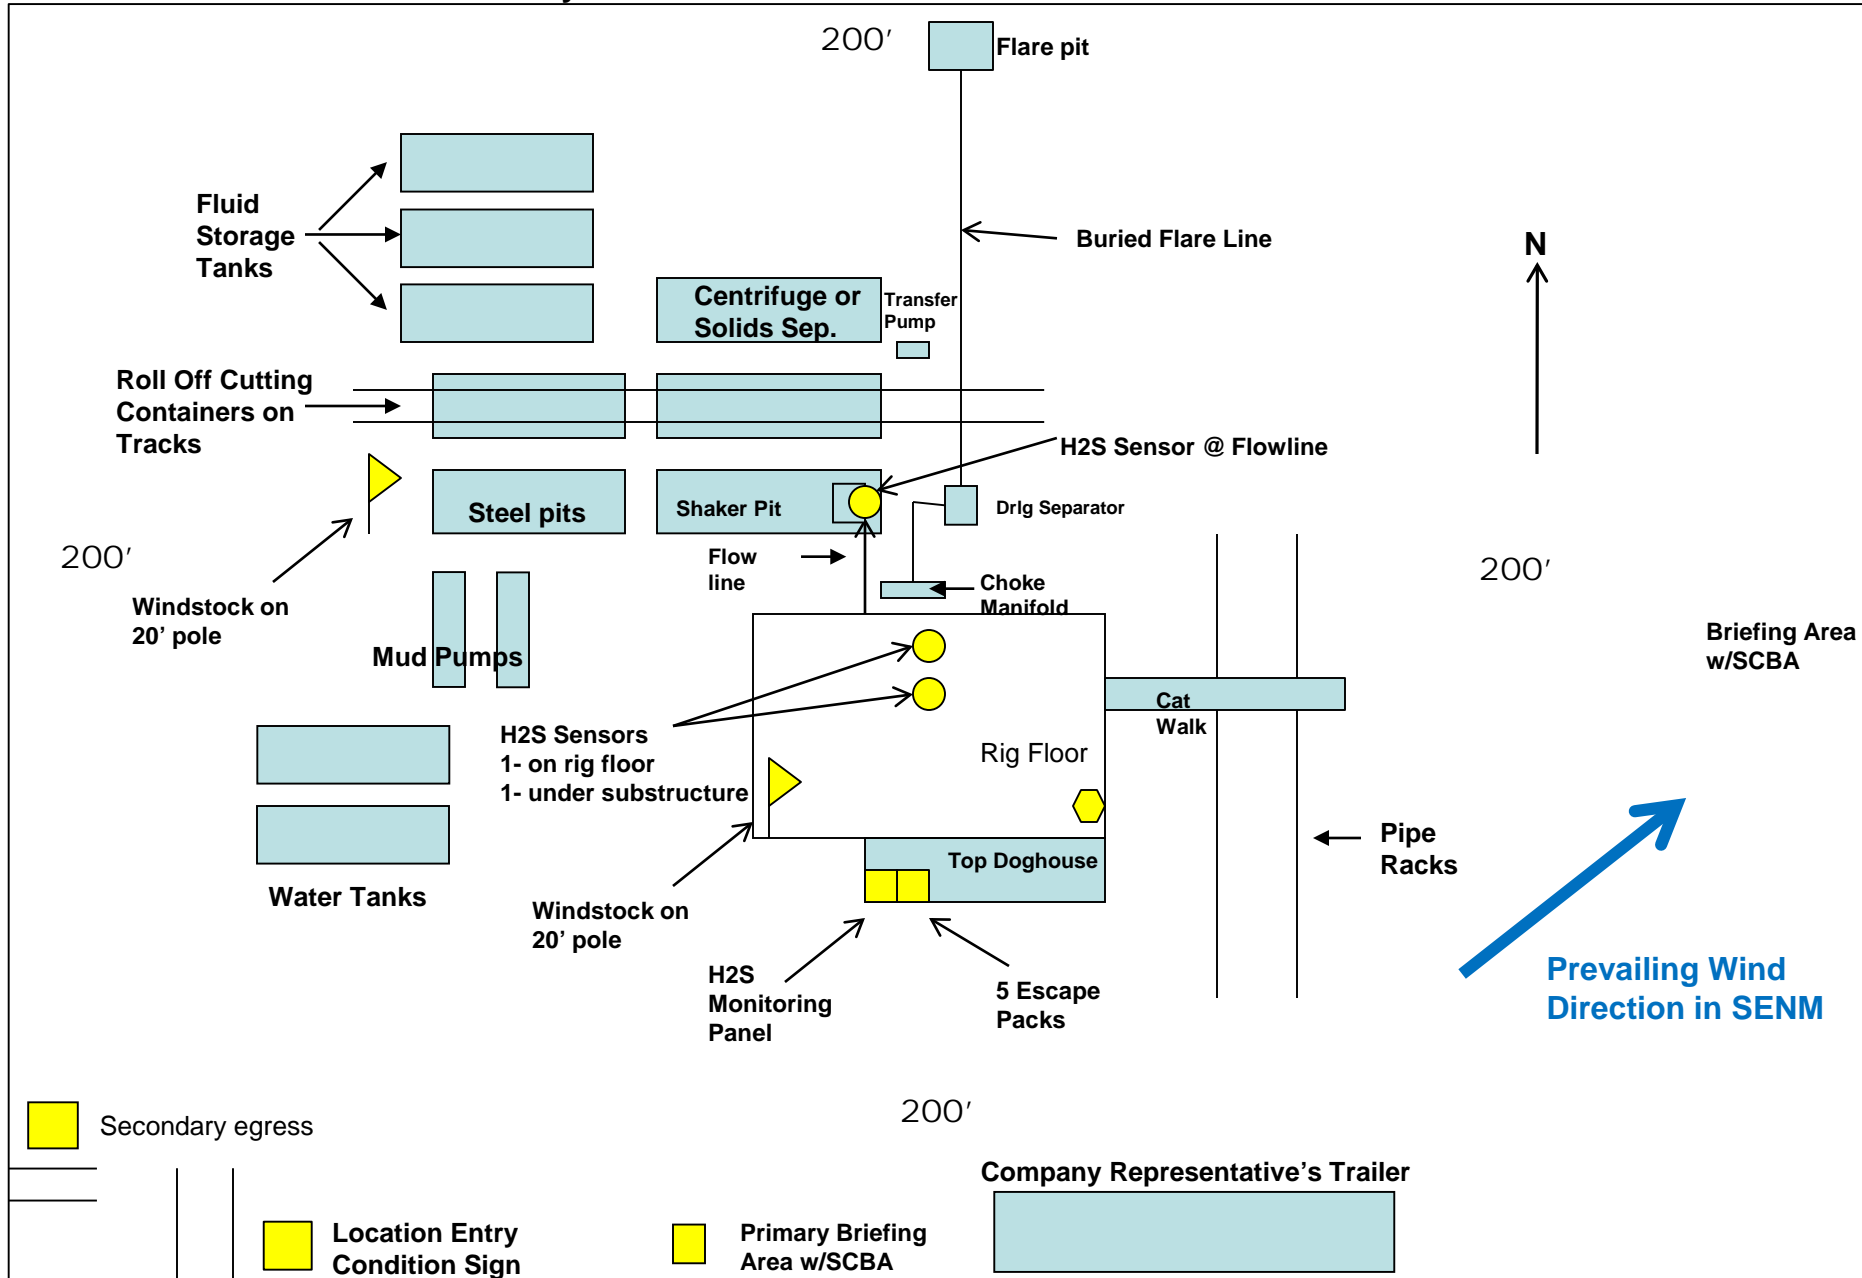 200'
Flare pit
Fluid
Storage
Tanks
Buried Flare Line
N
Centrifuge or
Solids Sep.
Transfer
Pump
Roll Off Cutting
Containers on
Tracks
H2S Sensor @ Flowline
Steel pits
Shaker Pit
Drlg Separator
200'
Flow
line
200'
Choke
Manifold
Windstock on
20' pole
Briefing Area
w/SCBA
Mud Pumps
Cat
Walk
H2S Sensors
1- on rig floor
1- under substructure
Rig Floor
Pipe
Racks
Top Doghouse
Water Tanks
Windstock on
20' pole
H2S
Monitoring
Panel
5 Escape
Packs
Prevailing Wind
Direction in SENM
200'
Secondary egress
Company Representative's Trailer
Location Entry
Condition Sign
Primary Briefing
Area w/SCBA